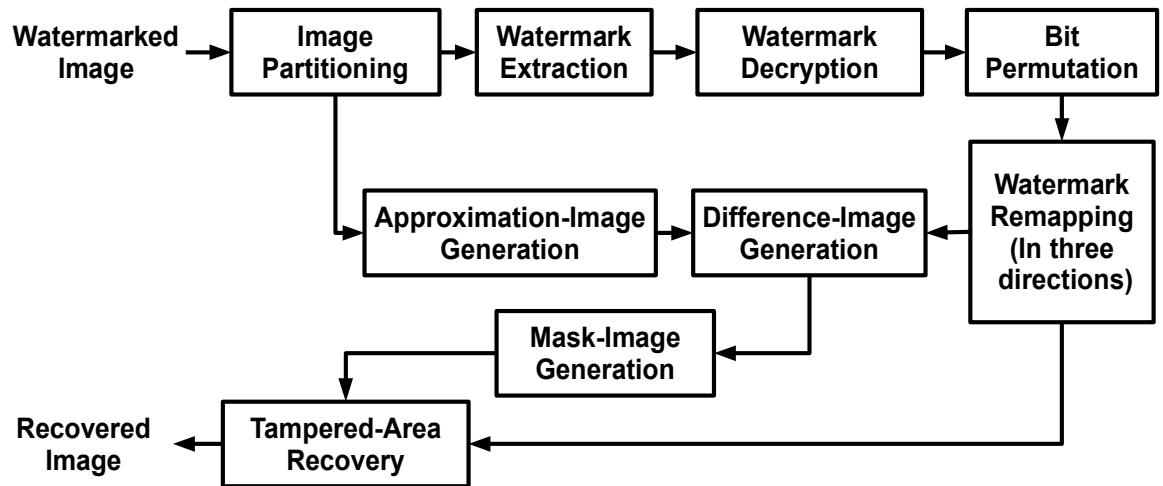 Watermarked
Image
Image
Partitioning
Watermark
Extraction
Watermark
Decryption
Bit
Permutation
Approximation-Image
Generation
Difference-Image
Generation
Watermark
Remapping
(In three
directions)
Mask-Image
Generation
Recovered
Image
Tampered-Area
Recovery